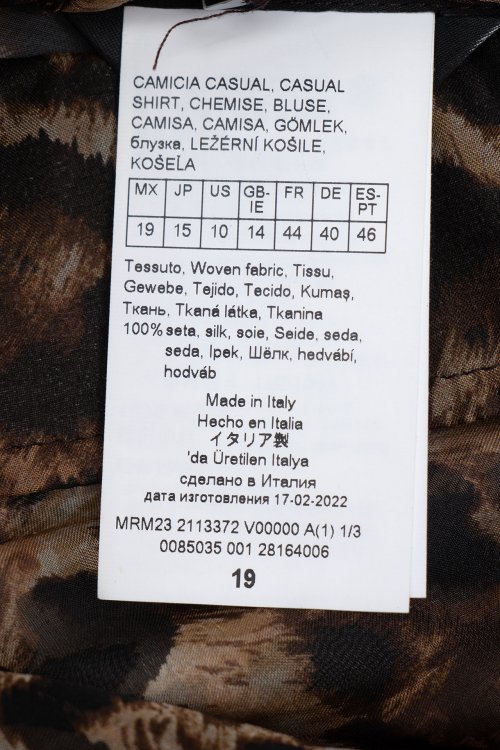 CAMICIA CASUAL, CASUAL
SHIRT, CHEMISE, BLUSE,
CAMISA, CAMISA, GÖMLEK,
блузка, LEŽÉRNÍ KOŠILE,
KOŠEĽA
MX JP US GB-IE FR DE ES-PT
19 15 10 14 44 40 46
Tessuto, Woven fabric, Tissu,
Gewebe, Tejido, Tecido, Kumaş,
Ткань, Tkaná látka, Tkanina
100% seta, silk, soie, Seide, seda,
seda, Ipek, Шёлк, hedvábí,
hodváb
Made in Italy
Hecho en Italia
イタリア製
'da Üretilen Italya
сделано в Италия
дата изготовления 17-02-2022
MRM23 2113372 V00000 A(1) 1/3
0085035 001 28164006
19